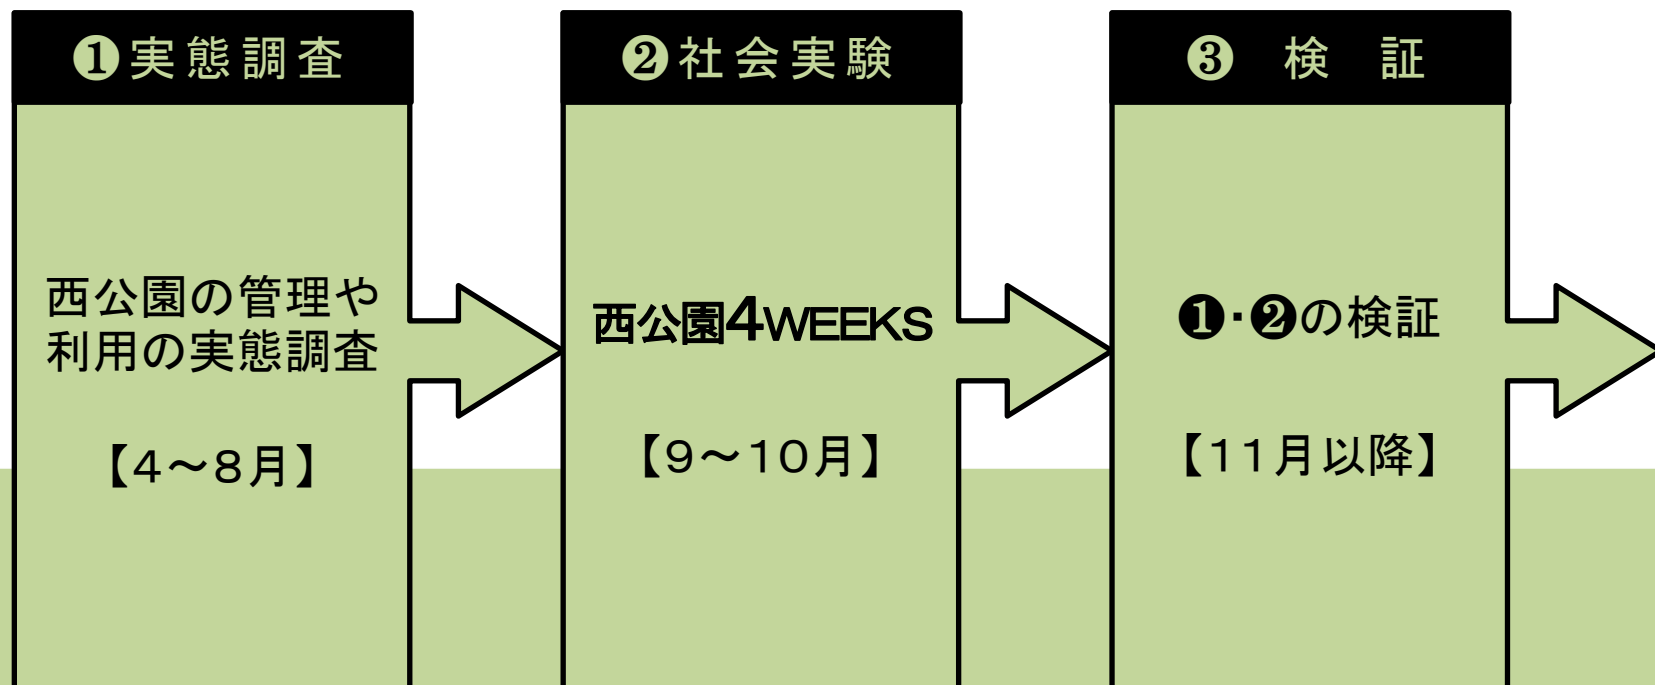 ❶実態調査
西公園の管理や
利用の実態調査
【4～8月】
❷社会実験
西公園4WEEKS
【9～10月】
❸　検　証
❶・❷の検証
【11月以降】